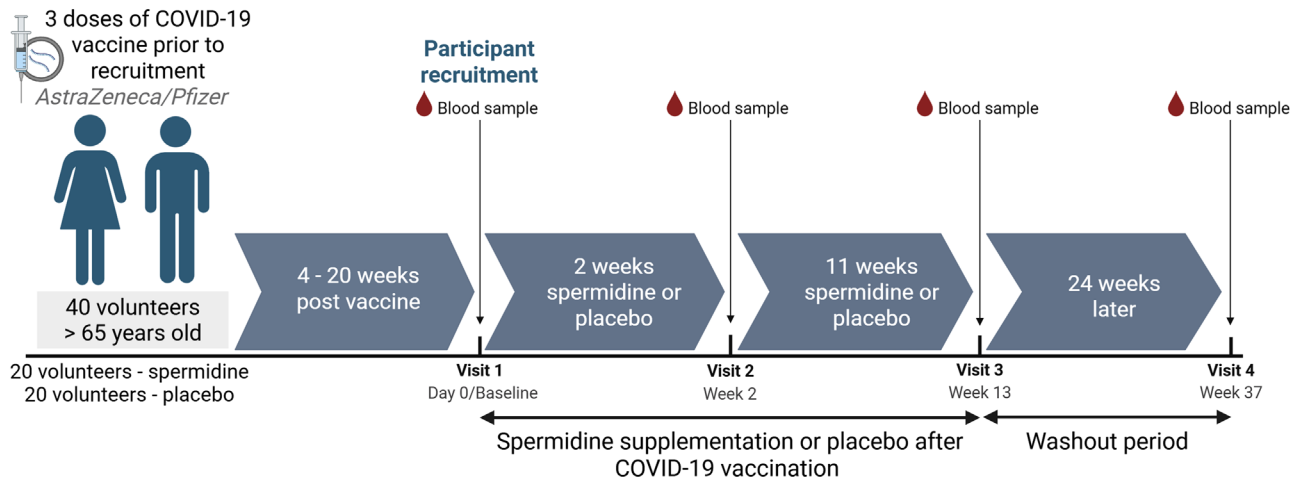 3 doses of COVID-19
vaccine prior to
recruitment
AstraZeneca/Pfizer
40 volunteers
> 65 years old
20 volunteers - spermidine
20 volunteers - placebo
4 - 20 weeks
post vaccine
Participant
recruitment
Blood sample
Blood sample
Blood sample
Blood sample
2 weeks
spermidine or
placebo
11 weeks
spermidine or
placebo
24 weeks
later
Visit 1
Day 0/Baseline
Visit 2
Week 2
Visit 3
Week 13
Visit 4
Week 37
Spermidine supplementation or placebo after
COVID-19 vaccination
Washout period